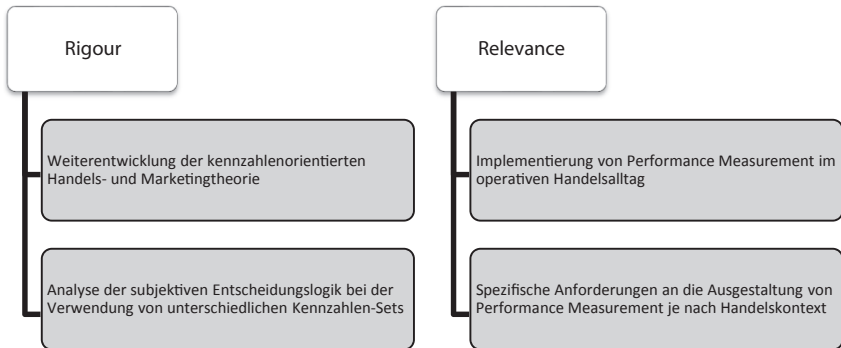 Rigour
Weiterentwicklung der kennzahlenorientierten
Handels- und Marketingtheorie
Analyse der subjektiven Entscheidungslogik bei der
Verwendung von unterschiedlichen Kennzahlen-Sets
Relevance
Implementierung von Performance Measurement im
operativen Handelsalltag
Spezifische Anforderungen an die Ausgestaltung von
Performance Measurement je nach Handelskontext